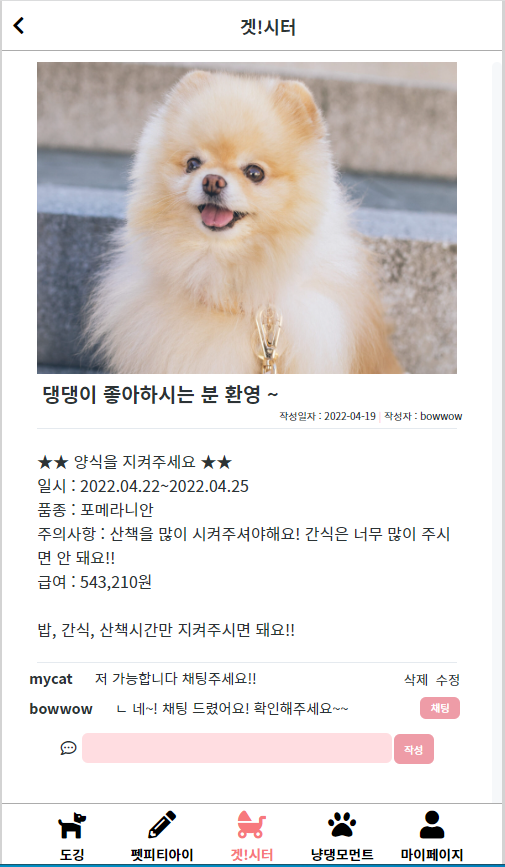 겟!시터
댕댕이 좋아하시는 분 환영 ~
작성일자 : 2022-04-19 | 작성자 : bowwow
★★ 양식을 지켜주세요 ★★
일시 : 2022.04.22~2022.04.25
품종 : 포메라니안
주의사항 : 산책을 많이 시켜주셔야해요! 간식은 너무 많이 주시
면 안 돼요!!
급여 : 543,210원
밥, 간식, 산책시간만 지켜주시면 돼요!!
mycat 저 가능합니다 채팅주세요!! 삭제 수정
bowwow ㄴ 네~! 채팅 드렸어요! 확인해주세요~~ 채팅
작성
도깅 펫피티아이 겟!시터 냥댕모먼트 마이페이지